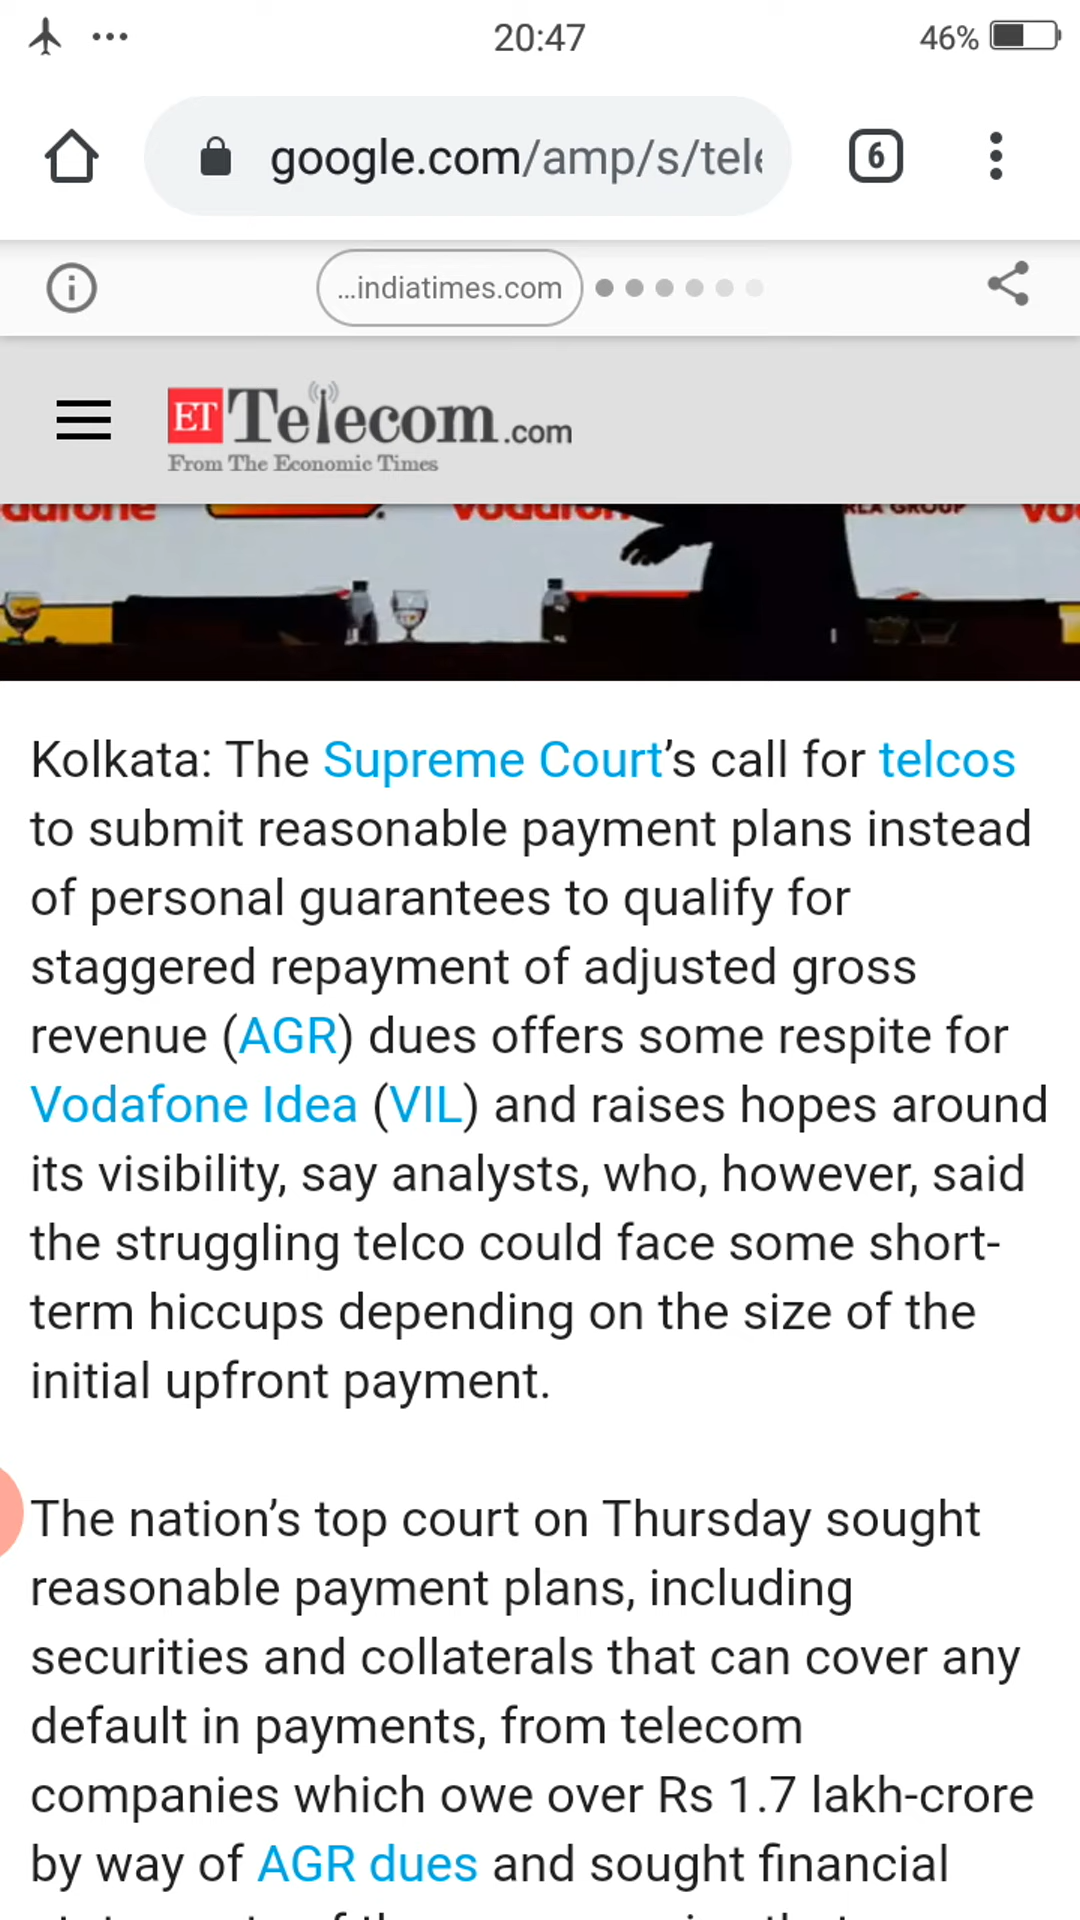 20:47
46%
google.com/amp/s/tele
6
...indiatimes.com
ET Telecom.com
From The Economic Times
Kolkata: The Supreme Court's call for telcos
to submit reasonable payment plans instead
of personal guarantees to qualify for
staggered repayment of adjusted gross
revenue (AGR) dues offers some respite for
Vodafone Idea (VIL) and raises hopes around
its visibility, say analysts, who, however, said
the struggling telco could face some short-
term hiccups depending on the size of the
initial upfront payment.
The nation's top court on Thursday sought
reasonable payment plans, including
securities and collaterals that can cover any
default in payments, from telecom
companies which owe over Rs 1.7 lakh-crore
by way of AGR dues and sought financial